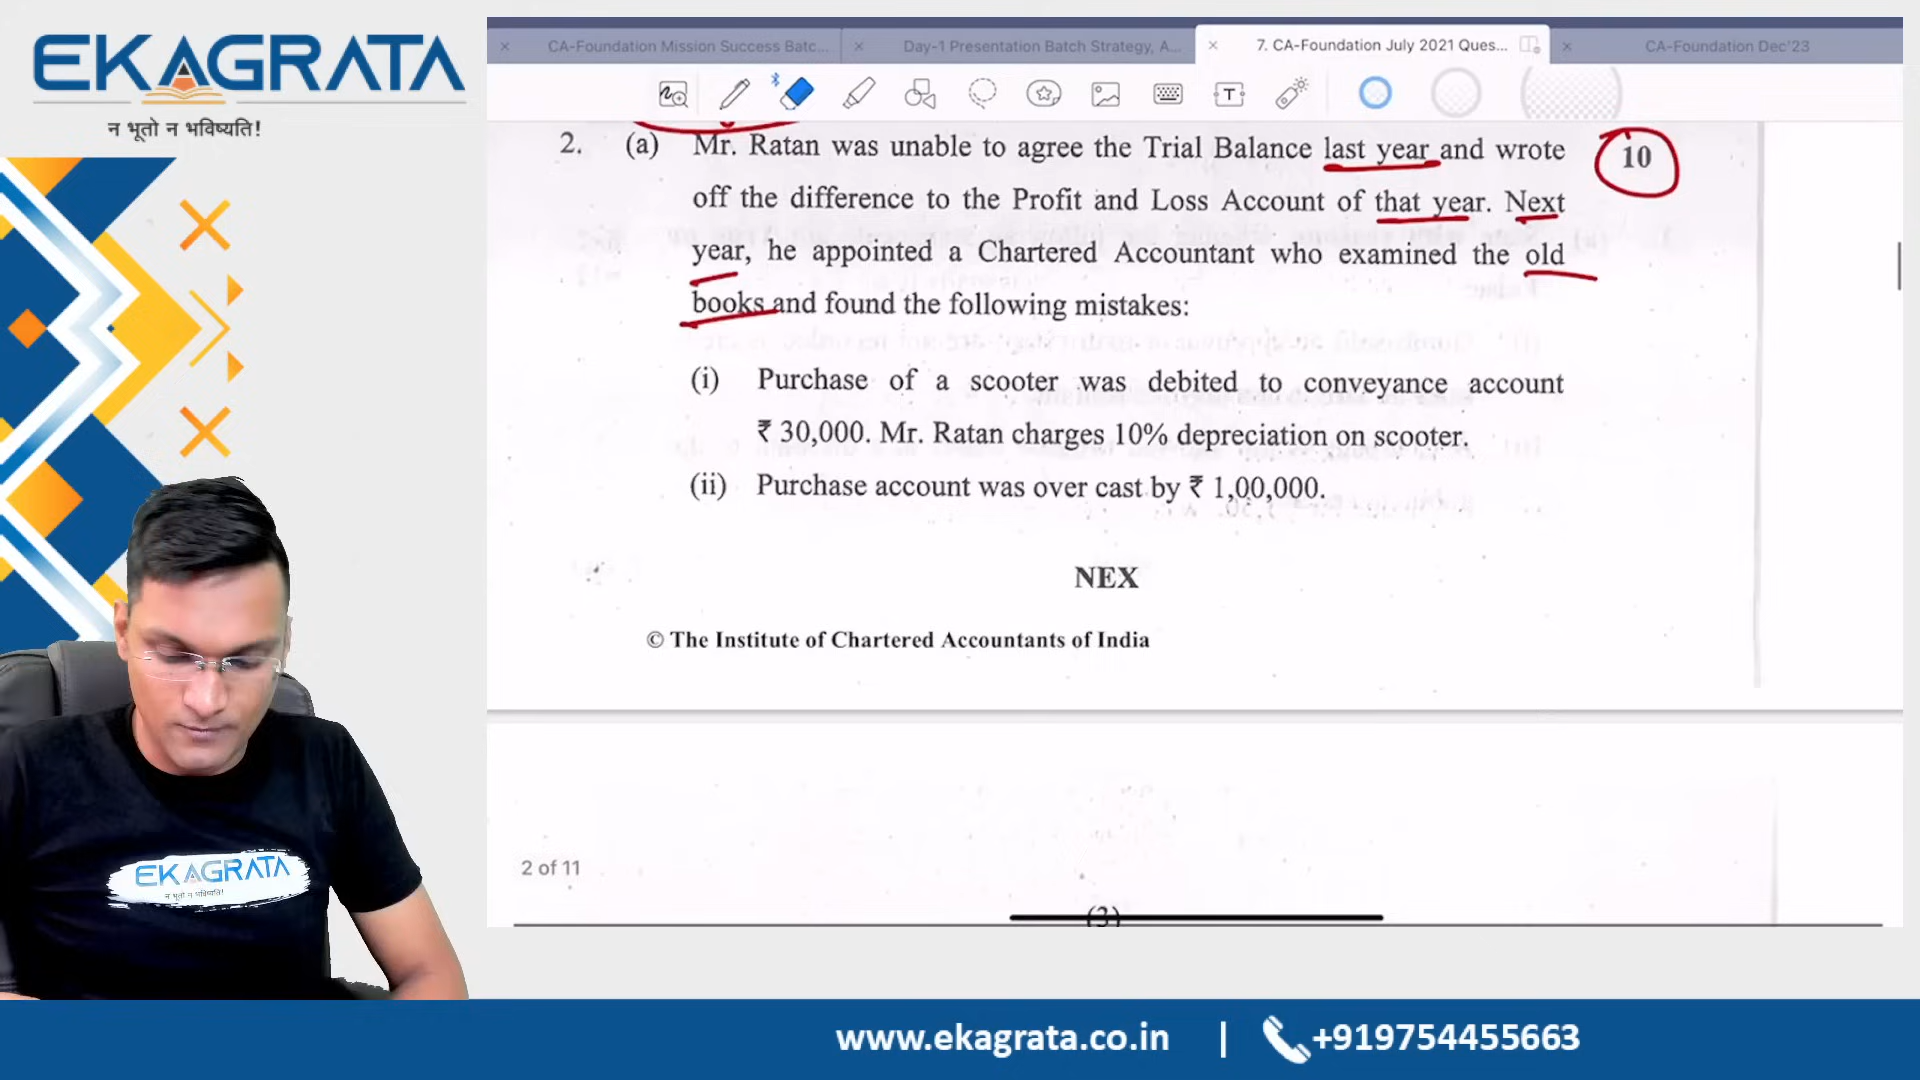 EKAGRATA
न भूतो न भविष्यति!
CA-Foundation Mission Success Batc...
Day-1 Presentation Batch Strategy, A...
7. CA-Foundation July 2021 Ques...
CA-Foundation Dec'23
2. (a) Mr. Ratan was unable to agree the Trial Balance last year and wrote 10
off the difference to the Profit and Loss Account of that year. Next
year, he appointed a Chartered Accountant who examined the old
books and found the following mistakes:
(i) Purchase of a scooter was debited to conveyance account
₹ 30,000. Mr. Ratan charges 10% depreciation on scooter.
(ii) Purchase account was over cast by ₹ 1,00,000.
NEX
© The Institute of Chartered Accountants of India
2 of 11
(3)
EKAGRATA
न भूतो न भविष्यति!
www.ekagrata.co.in | +919754455663